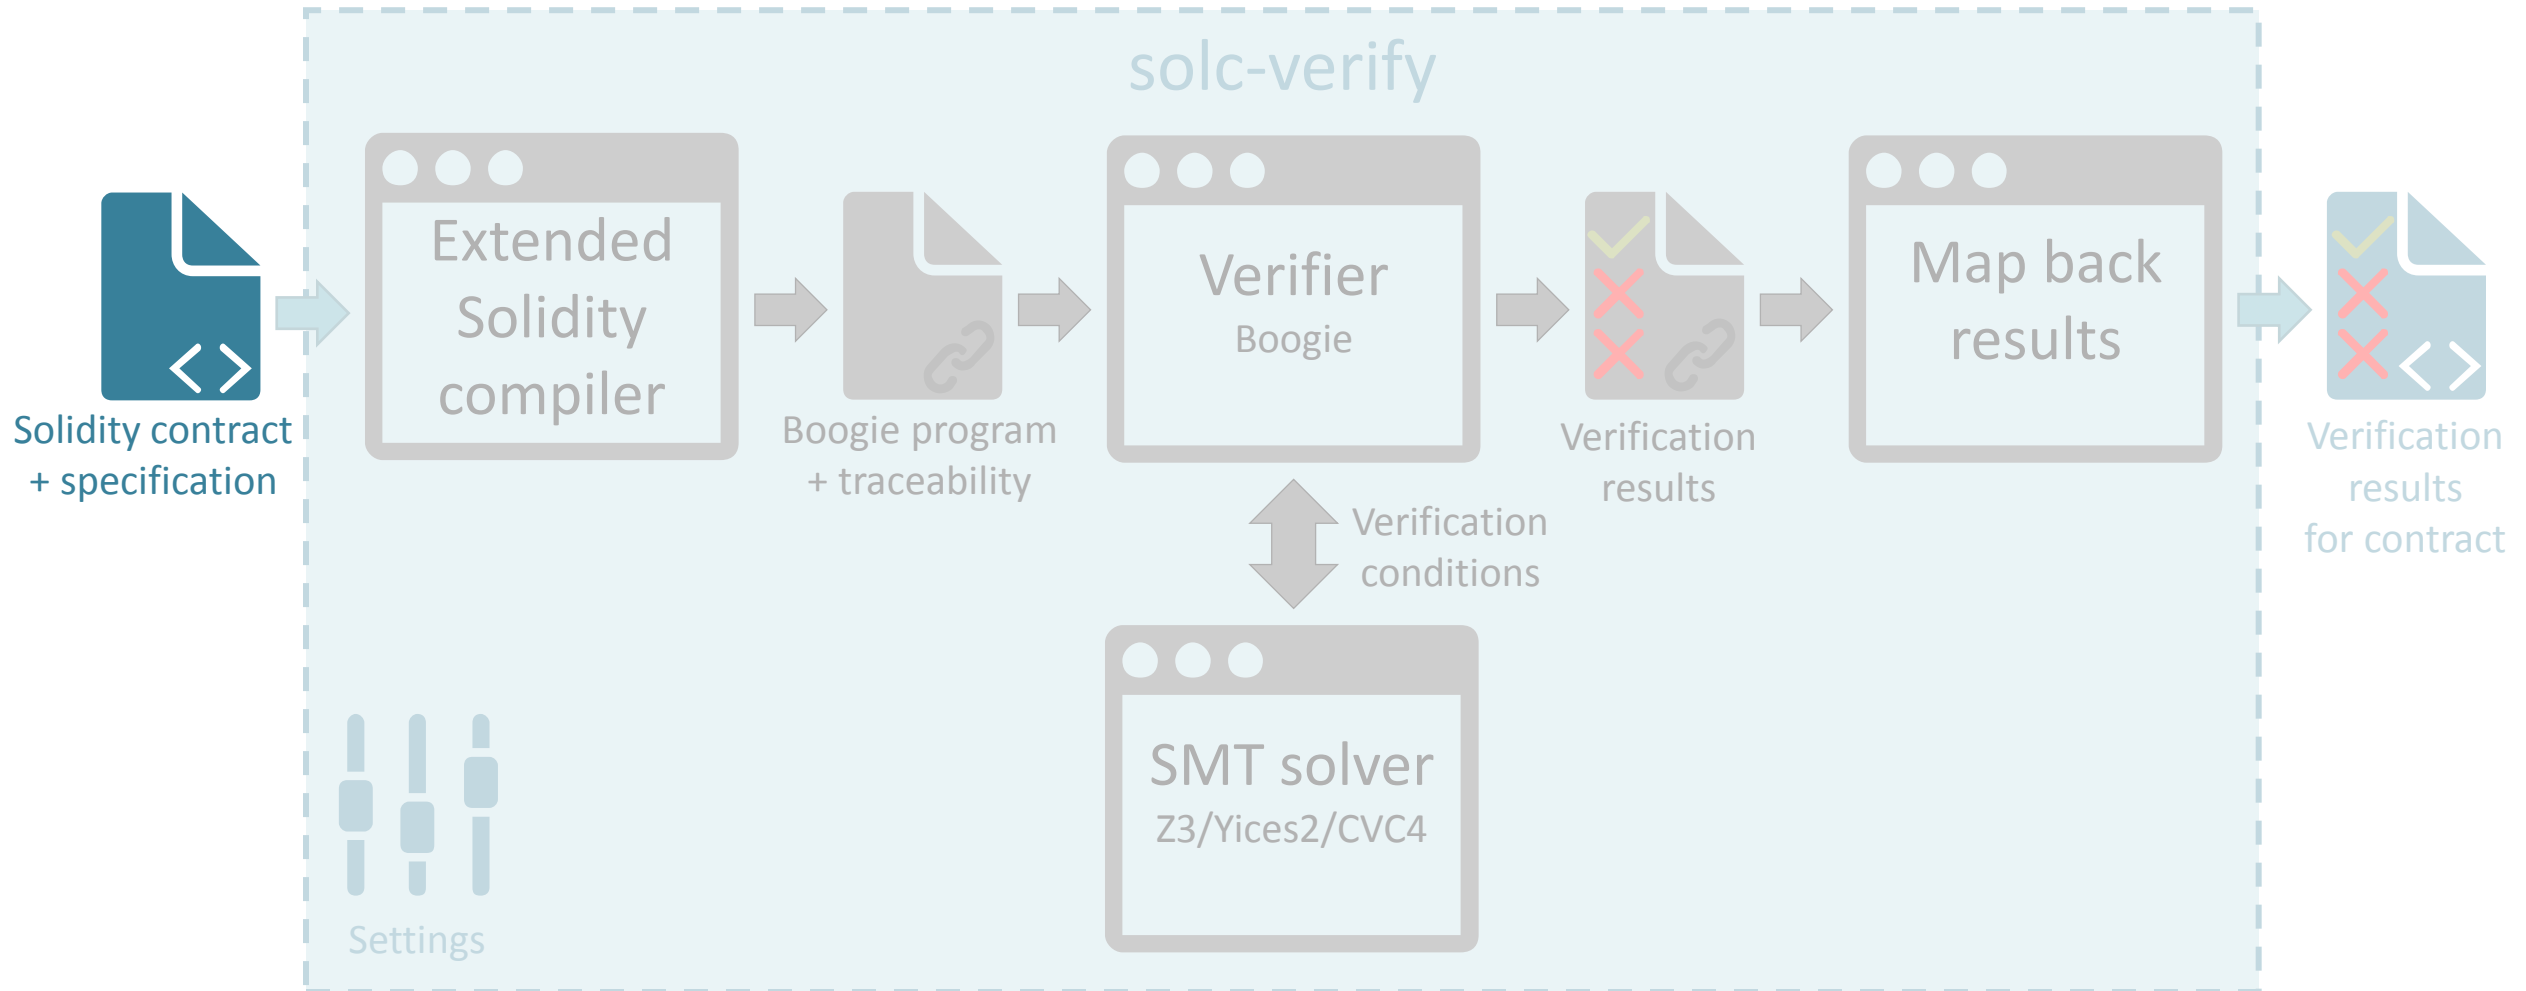 solc-verify
Solidity contract
+ specification
Extended
Solidity
compiler
Boogie program
+ traceability
Verifier
Boogie
Verification
conditions
SMT solver
Z3/Yices2/CVC4
Verification
results
Map back
results
Verification
results
for contract
Settings